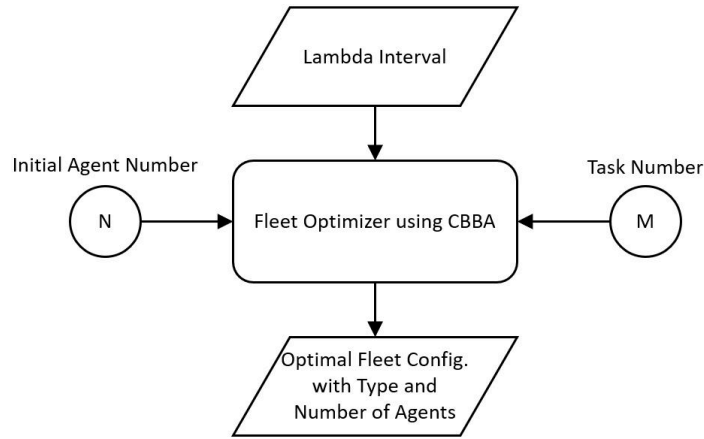 Lambda Interval
Initial Agent Number
Task Number
N
Fleet Optimizer using CBBA
M
Optimal Fleet Config.
with Type and
Number of Agents